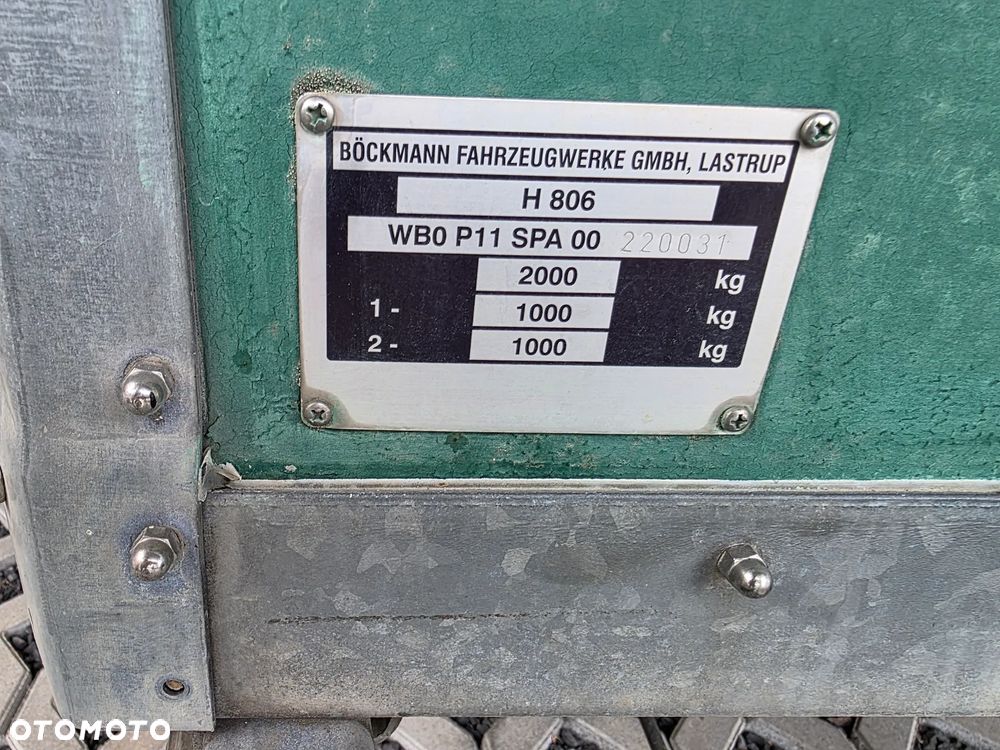 BÖCKMANN FAHRZEUGWERKE GMBH, LASTRUP
H 806
WB0 P11 SPA 00 220031
2000 kg
1 - 1000 kg
2 - 1000 kg
OTOMOTO